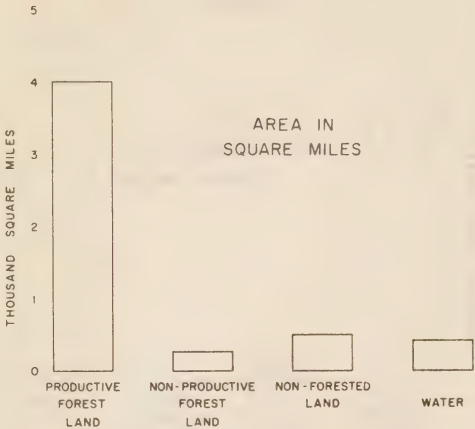 5
4
AREA IN
SQUARE MILES
3
THOUSAND SQUARE MILES
2
1
0
PRODUCTIVE
FOREST
LAND
NON-PRODUCTIVE
FOREST
LAND
NON-FORESTED
LAND
WATER